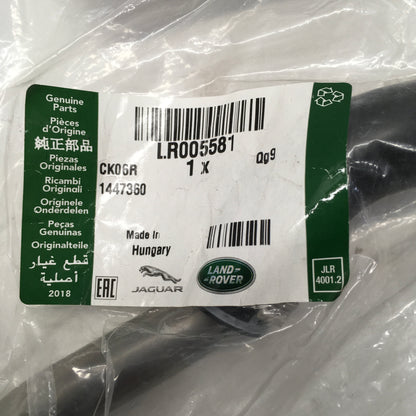 Genuine
Parts
Pièces
d'Origine
純正部品
Piezas
Originales
Ricambi
Originali
Originele
Onderdelen
Peças
Genuinas
Originalteile
قطع غيار
أصلية
2018
LR005581
1 x
Qg9
CK06R
1447360
Made In
Hungary
EAC
JAGUAR
LAND-
-ROVER
JLR
4001.2